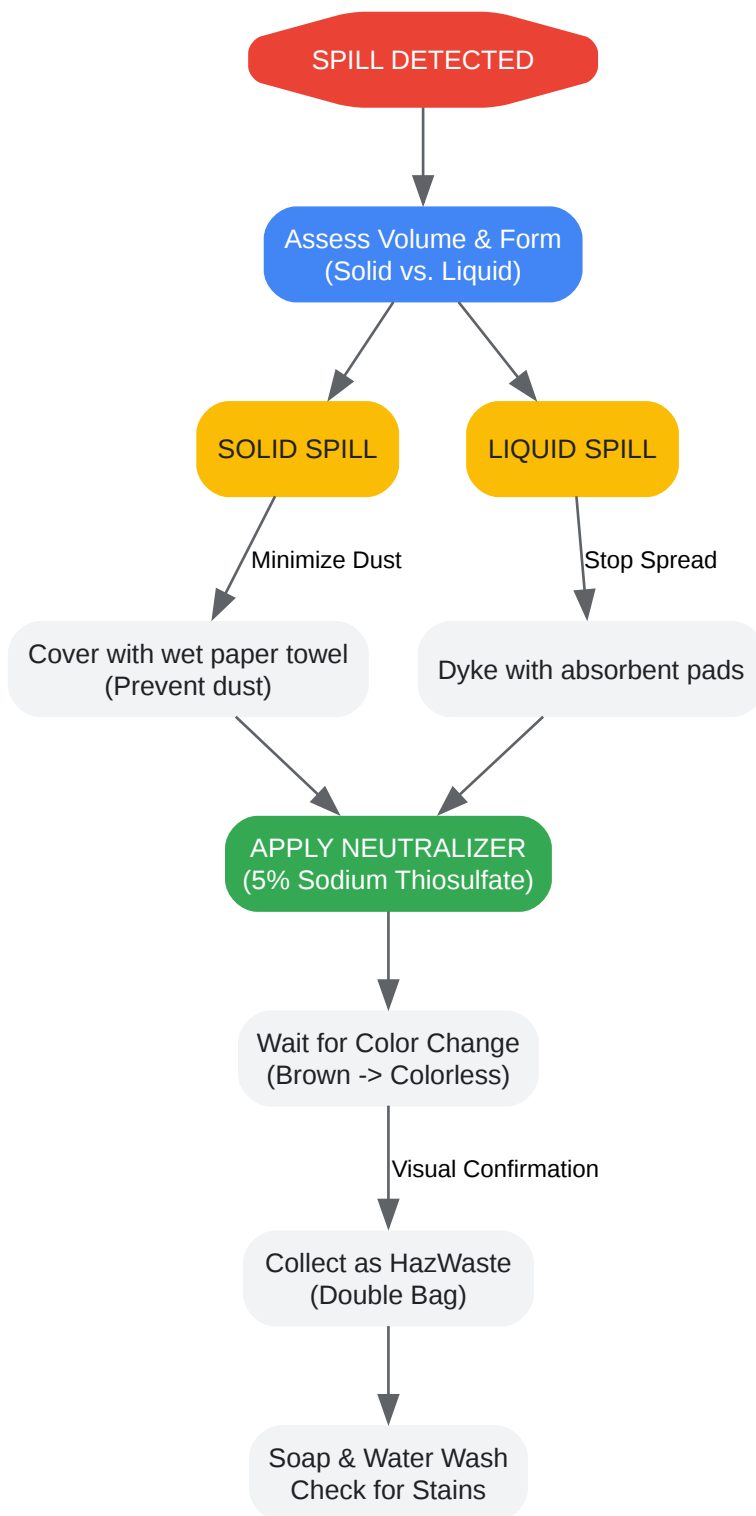 SPILL DETECTED
Assess Volume & Form
(Solid vs. Liquid)
SOLID SPILL
LIQUID SPILL
Minimize Dust
Stop Spread
Cover with wet paper towel
(Prevent dust)
Dyke with absorbent pads
APPLY NEUTRALIZER
(5% Sodium Thiosulfate)
Wait for Color Change
(Brown -> Colorless)
Visual Confirmation
Collect as HazWaste
(Double Bag)
Soap & Water Wash
Check for Stains